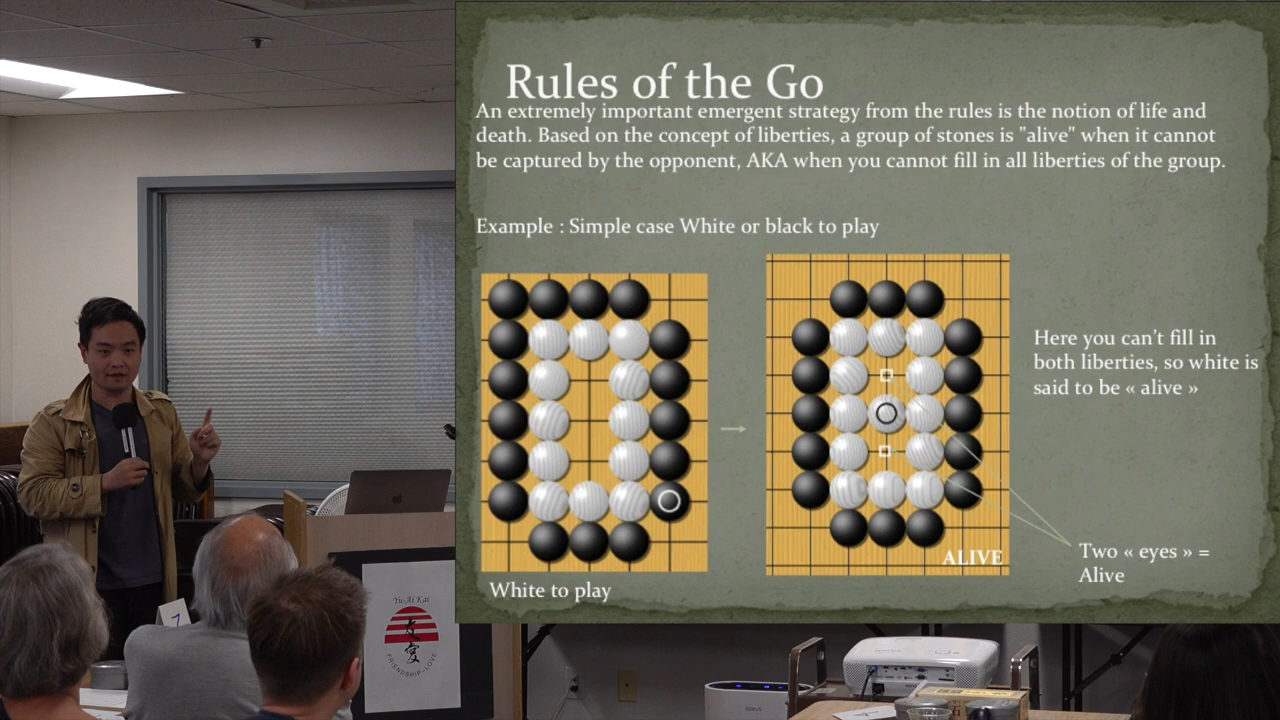 Rules of the Go
An extremely important emergent strategy from the rules is the notion of life and
death. Based on the concept of liberties, a group of stones is "alive" when it cannot
be captured by the opponent, AKA when you cannot fill in all liberties of the group.
Example : Simple case White or black to play
Here you can't fill in
both liberties, so white is
said to be « alive »
ALIVE
Two « eyes » =
Alive
White to play
Yu-Ai Kai
友愛
FRIENDSHIP-LOVE